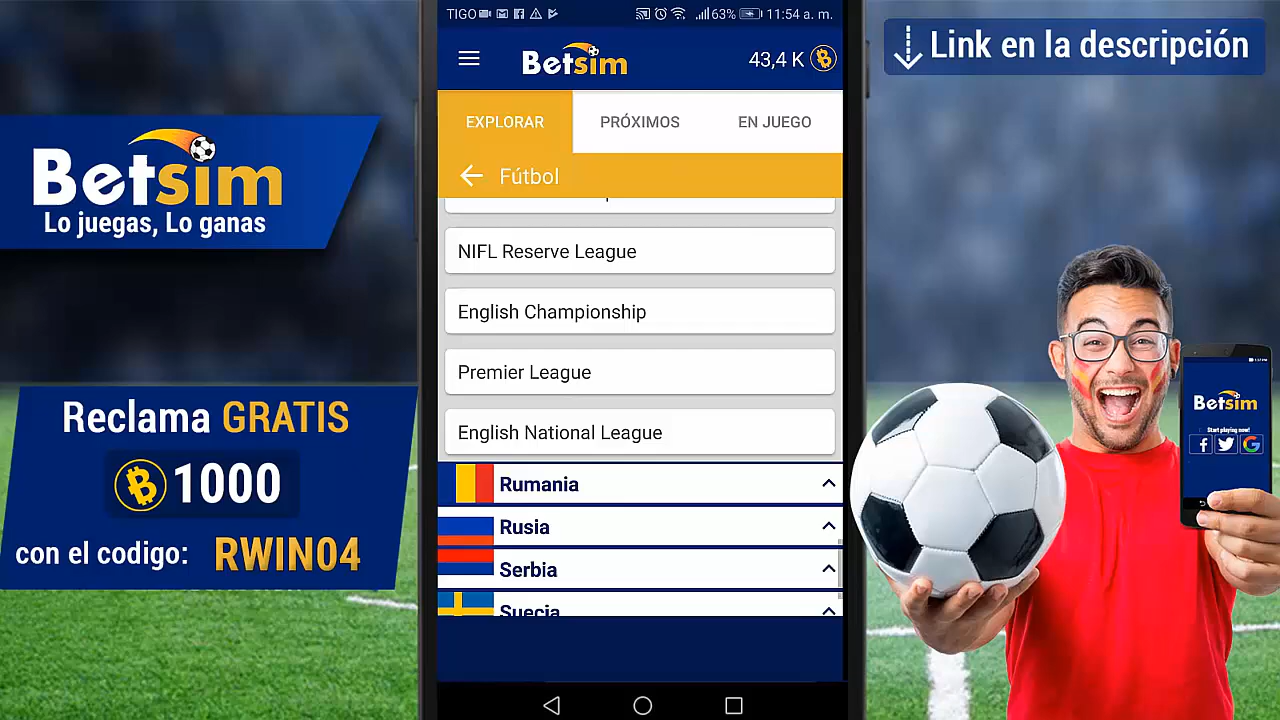 Betsim
Lo juegas, Lo ganas
Reclama GRATIS
1000
con el codigo: RWIN04
TIGO
63% 11:54 a. m.
Betsim
43,4 K
EXPLORAR
PRÓXIMOS
EN JUEGO
Fútbol
NIFL Reserve League
English Championship
Premier League
English National League
Rumania
Rusia
Serbia
Suecia
Link en la descripción
Betsim
Start playing now!